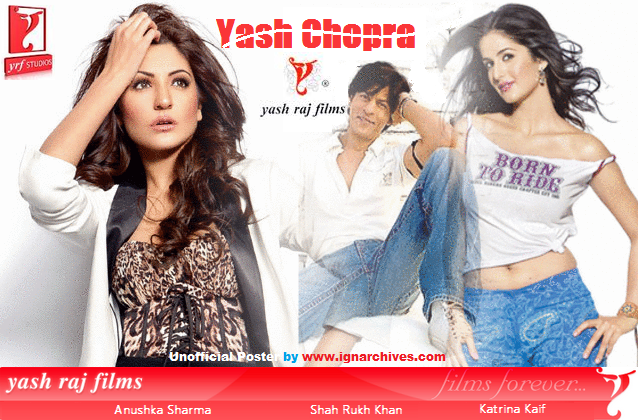 Yash Chopra
yrf STUDIOS
®
yash raj films
BORN
TO RIDE
Unofficial Poster by www.ignarchives.com
yash raj films
films forever...
Anushka Sharma
Shah Rukh Khan
Katrina Kaif